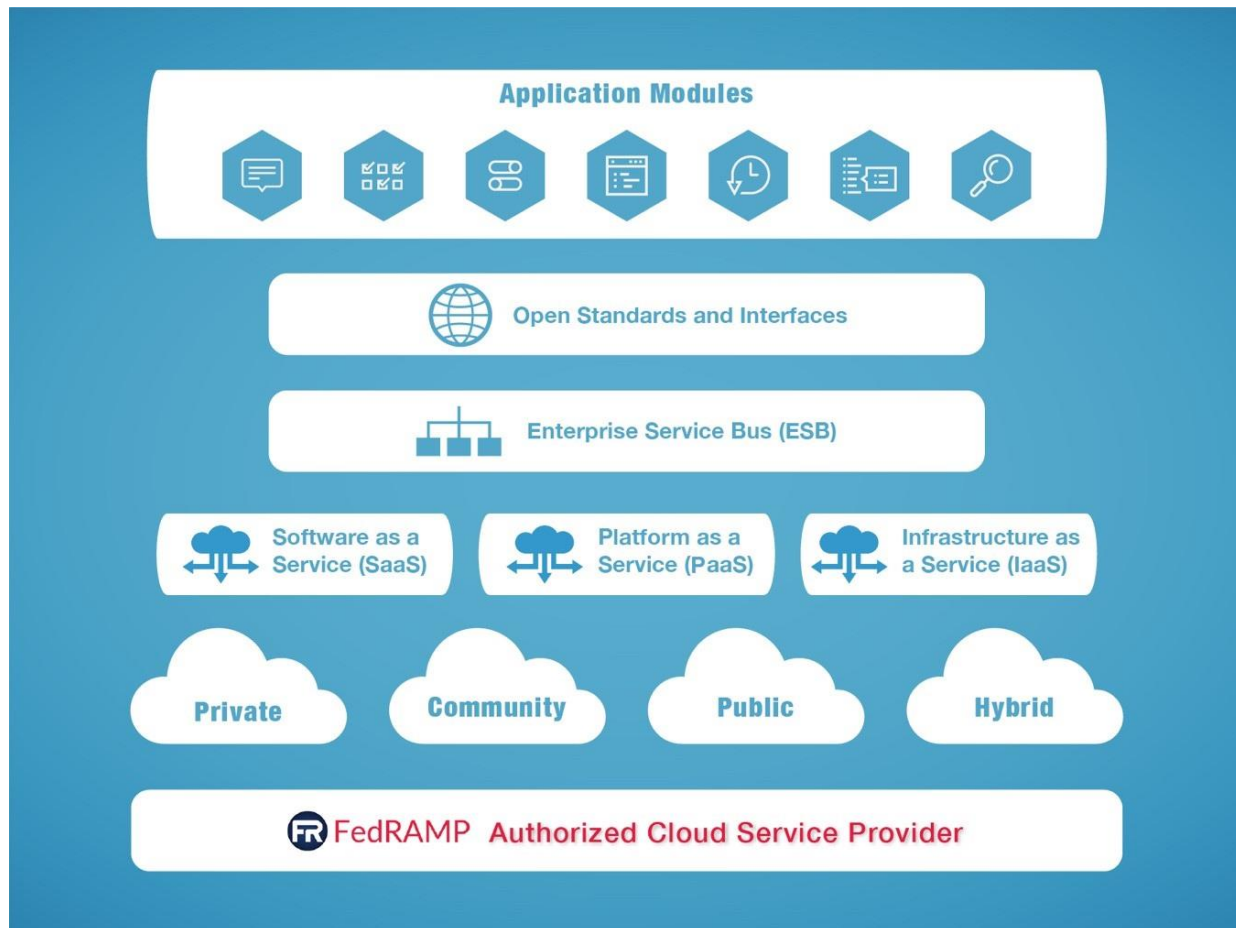 Application Modules
Open Standards and Interfaces
Enterprise Service Bus (ESB)
Software as a
Service (SaaS)
Platform as a
Service (PaaS)
Infrastructure as
a Service (IaaS)
Private
Community
Public
Hybrid
FR FedRAMP Authorized Cloud Service Provider